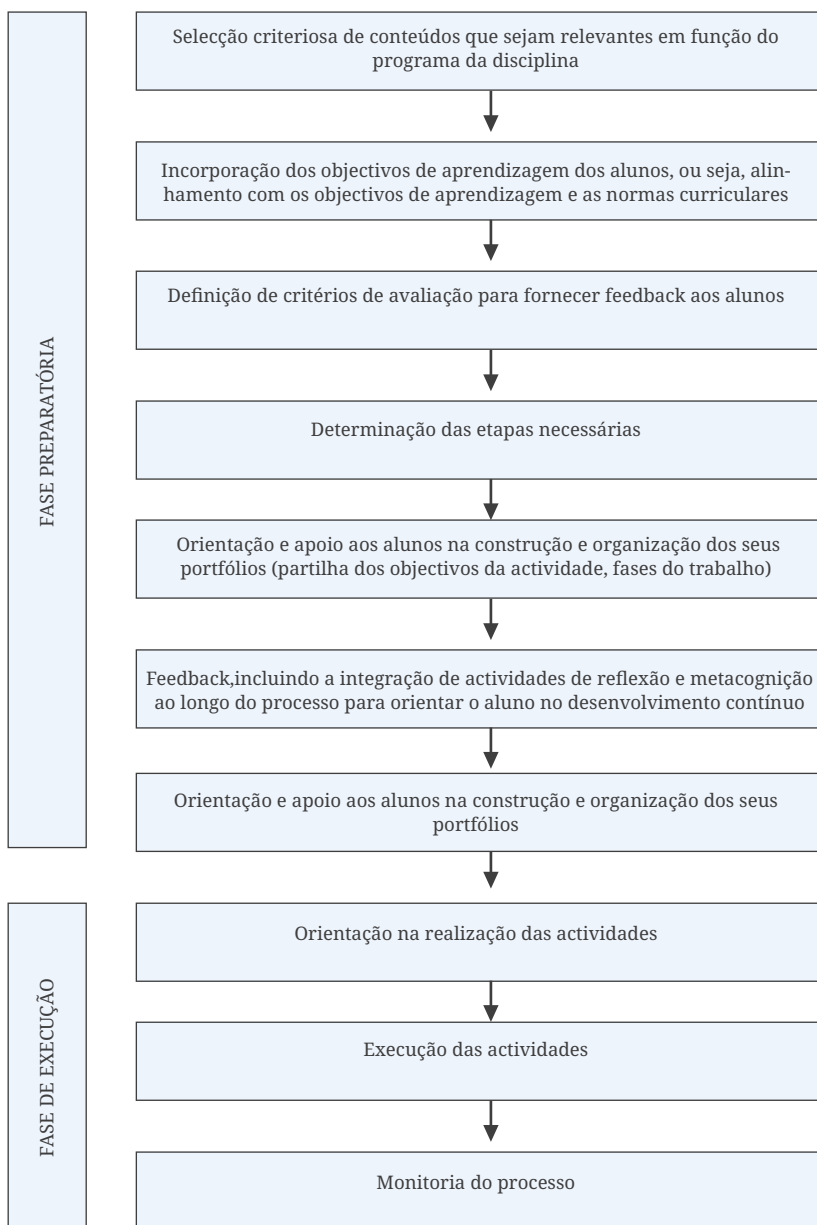 FASE PREPARATÓRIA
Selecção criteriosa de conteúdos que sejam relevantes em função do
programa da disciplina
Incorporação dos objectivos de aprendizagem dos alunos, ou seja, alin-
hamento com os objectivos de aprendizagem e as normas curriculares
Definição de critérios de avaliação para fornecer feedback aos alunos
Determinação das etapas necessárias
Orientação e apoio aos alunos na construção e organização dos seus
portfólios (partilha dos objectivos da actividade, fases do trabalho)
Feedback,incluindo a integração de actividades de reflexão e metacognição
ao longo do processo para orientar o aluno no desenvolvimento contínuo
Orientação e apoio aos alunos na construção e organização dos seus
portfólios
FASE DE EXECUÇÃO
Orientação na realização das actividades
Execução das actividades
Monitoria do processo